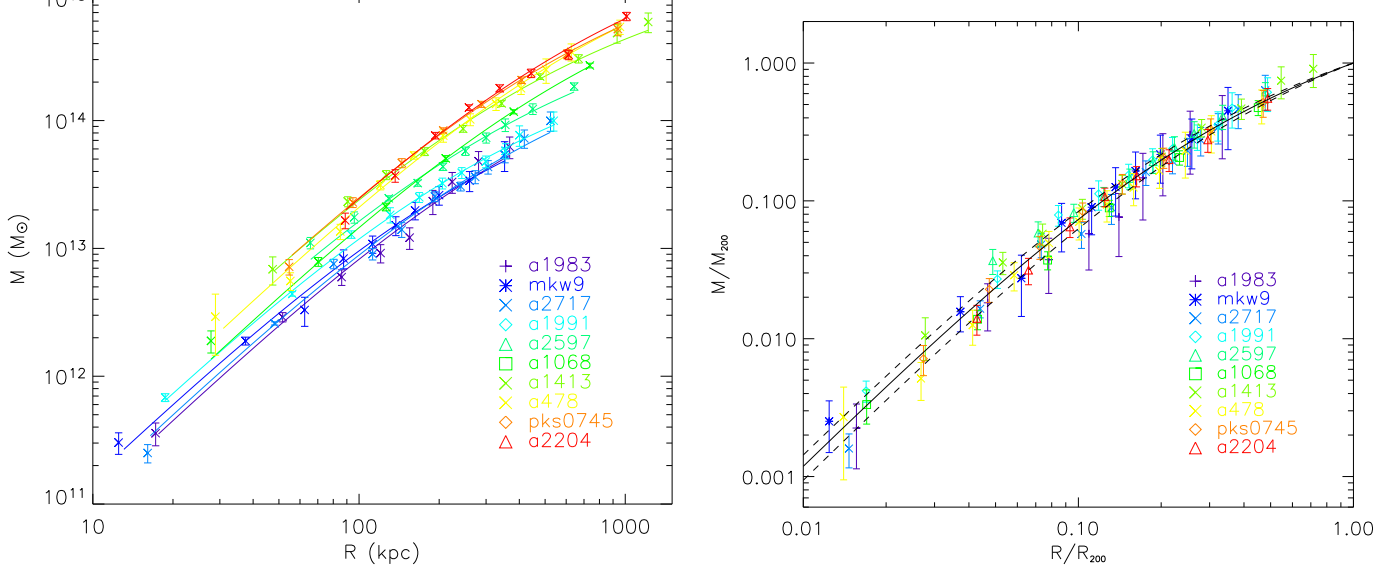 10¹⁴
10¹³
10¹²
10¹¹
M (M⊙)
10
100
1000
R (kpc)
a1983
mkw9
a2717
a1991
a2597
a1068
a1413
a478
pks0745
a2204
1.000
0.100
0.010
0.001
M/M₂₀₀
0.01
0.10
1.00
R/R₂₀₀
a1983
mkw9
a2717
a1991
a2597
a1068
a1413
a478
pks0745
a2204